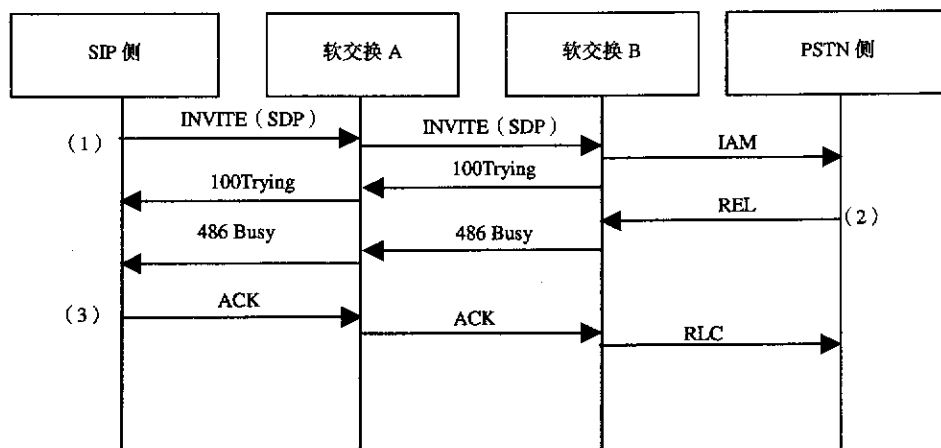 SIP 侧
软交换 A
软交换 B
PSTN 侧
(1)
INVITE(SDP)
INVITE(SDP)
IAM
100Trying
100Trying
REL
(2)
486 Busy
486 Busy
(3)
ACK
ACK
RLC